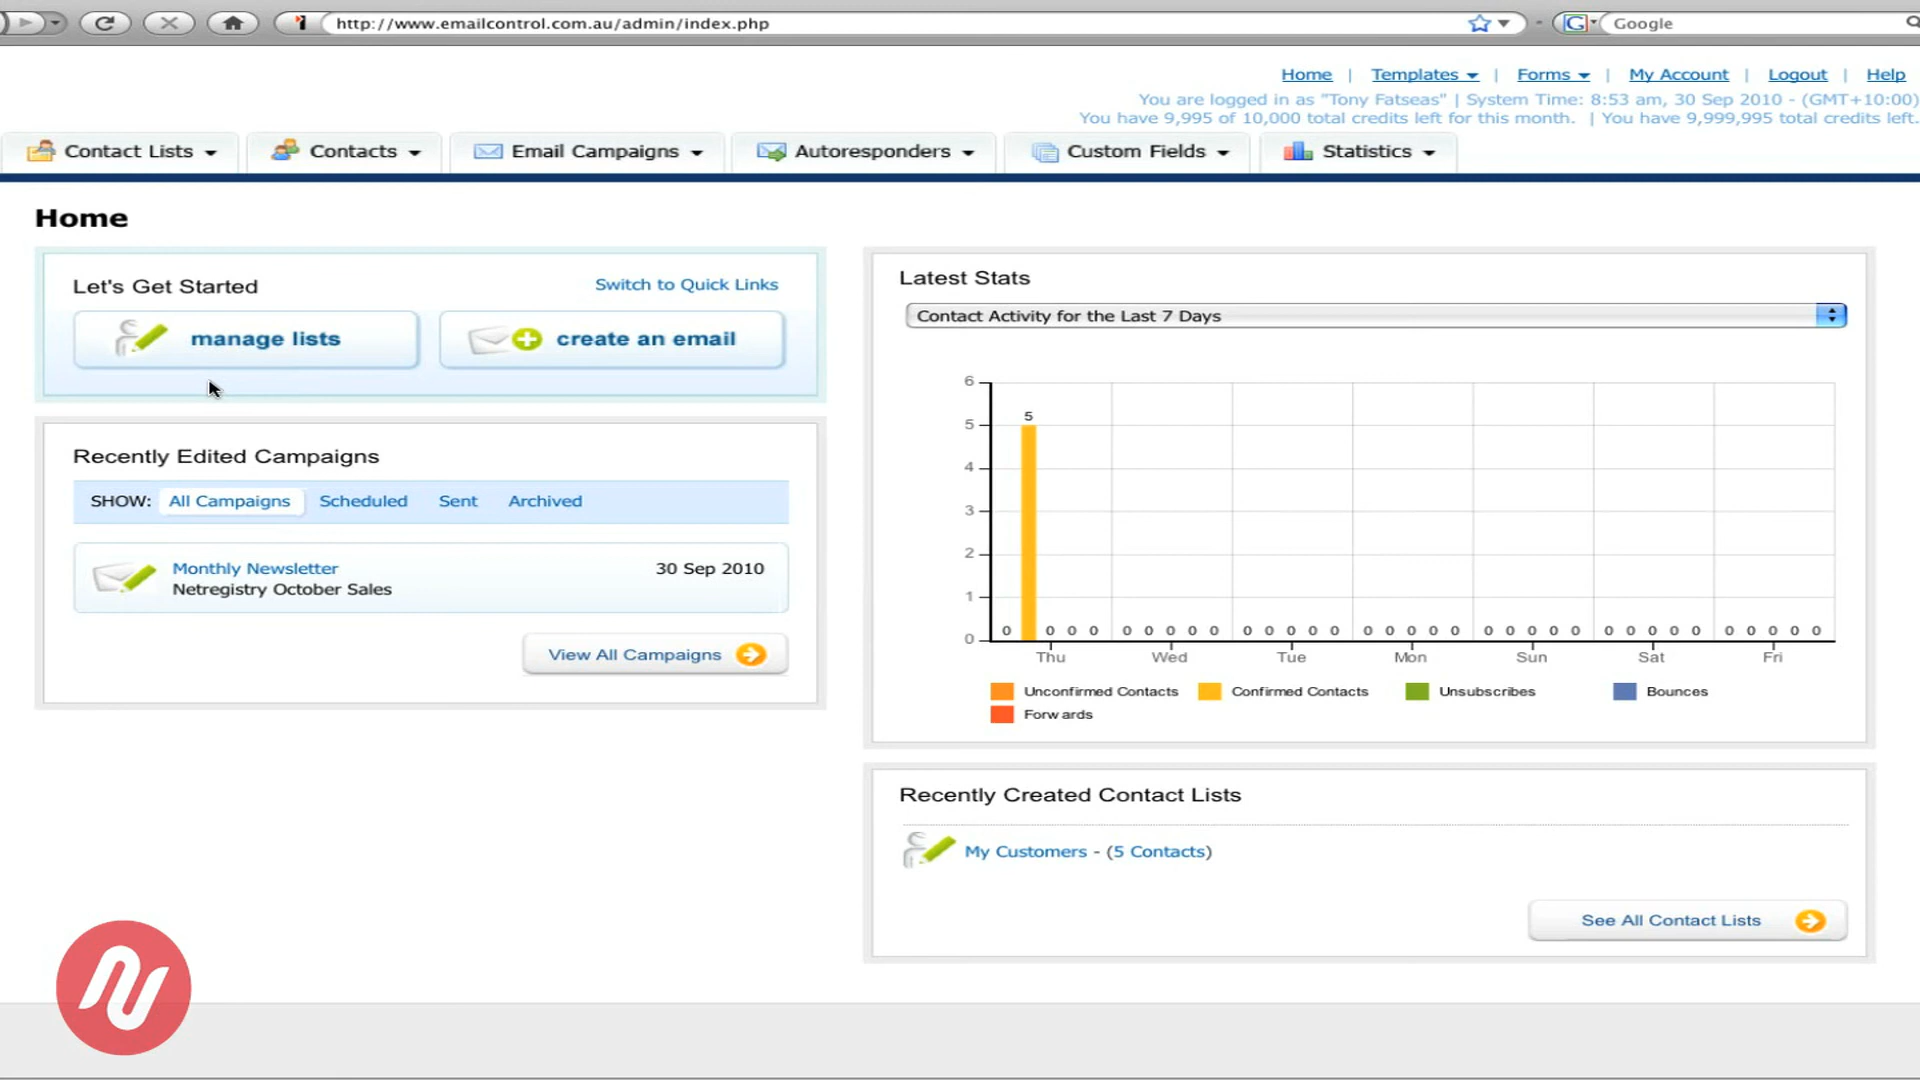 http://www.emailcontrol.com.au/admin/index.php
Google
Home | Templates | Forms | My Account | Logout | Help
You are logged in as "Tony Fatseas" | System Time: 8:53 am, 30 Sep 2010 - (GMT+10:00)
You have 9,995 of 10,000 total credits left for this month. | You have 9,999,995 total credits left.
Contact Lists Contacts Email Campaigns Autoresponders Custom Fields Statistics
Home
Let's Get Started
Switch to Quick Links
manage lists
create an email
Recently Edited Campaigns
SHOW: All Campaigns Scheduled Sent Archived
Monthly Newsletter 30 Sep 2010
Netregistry October Sales
View All Campaigns
Latest Stats
Contact Activity for the Last 7 Days
6
5
5
4
3
2
1
0
0 0 0 0 0 0 0 0 0 0 0 0 0 0 0 0 0 0 0 0 0 0 0 0 0 0 0 0 0 0 0 0 0 0
Thu Wed Tue Mon Sun Sat Fri
Unconfirmed Contacts Confirmed Contacts Unsubscribes Bounces
Forwards
Recently Created Contact Lists
My Customers - (5 Contacts)
See All Contact Lists